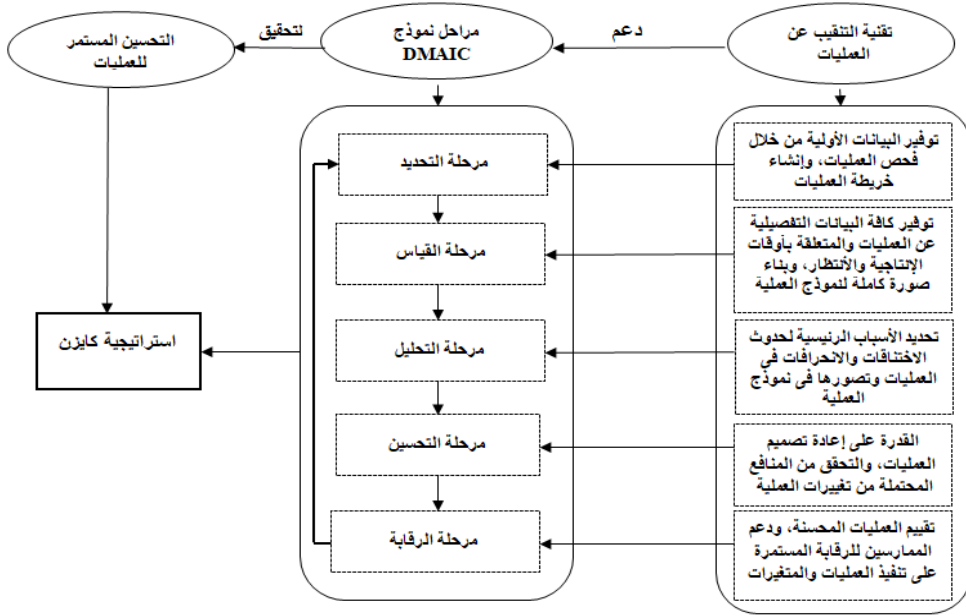 تقنية التنقيب عن
العمليات
دعم
مراحل نموذج
DMAIC
لتحقيق
التحسين المستمر
للعمليات
توفير البيانات الأولية من خلال
فحص العمليات، وإنشاء
خريطة العمليات
مرحلة التحديد
توفير كافة البيانات التفصيلية
عن العمليات والمتعلقة بأوقات
الإنتاجية والأنتظار، وبناء
صورة كاملة لنموذج العملية
مرحلة القياس
تحديد الأسباب الرئيسية لحدوث
الاختناقات والانحرافات فى
العمليات وتصورها فى نموذج
العملية
مرحلة التحليل
استراتيجية كايزن
القدرة على إعادة تصميم
العمليات، والتحقق من المنافع
المحتملة من تغييرات العملية
مرحلة التحسين
تقييم العمليات المحسنة، ودعم
الممارسين للرقابة المستمرة
على تنفيذ العمليات والمتغيرات
مرحلة الرقابة